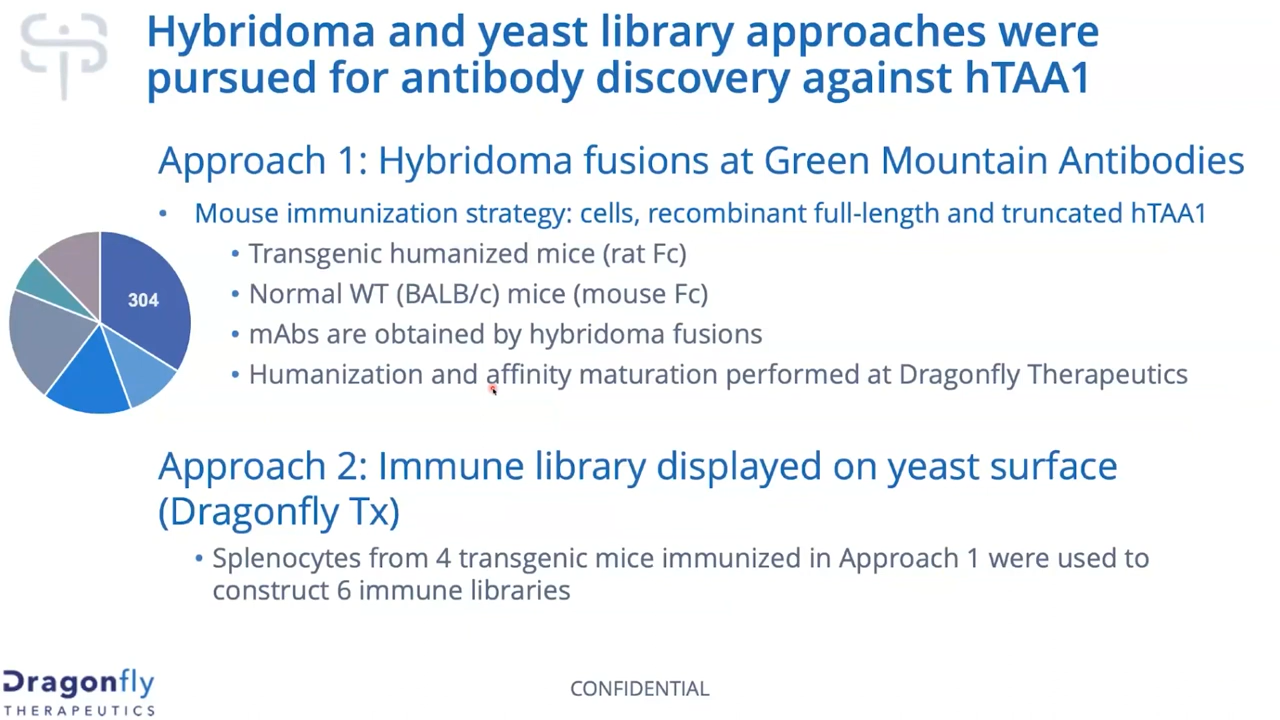 Hybridoma and yeast library approaches were
pursued for antibody discovery against hTAA1
Approach 1: Hybridoma fusions at Green Mountain Antibodies
• Mouse immunization strategy: cells, recombinant full-length and truncated hTAA1
• Transgenic humanized mice (rat Fc)
304
• Normal WT (BALB/c) mice (mouse Fc)
• mAbs are obtained by hybridoma fusions
• Humanization and affinity maturation performed at Dragonfly Therapeutics
Approach 2: Immune library displayed on yeast surface
(Dragonfly Tx)
• Splenocytes from 4 transgenic mice immunized in Approach 1 were used to
construct 6 immune libraries
Dragonfly
THERAPEUTICS
CONFIDENTIAL